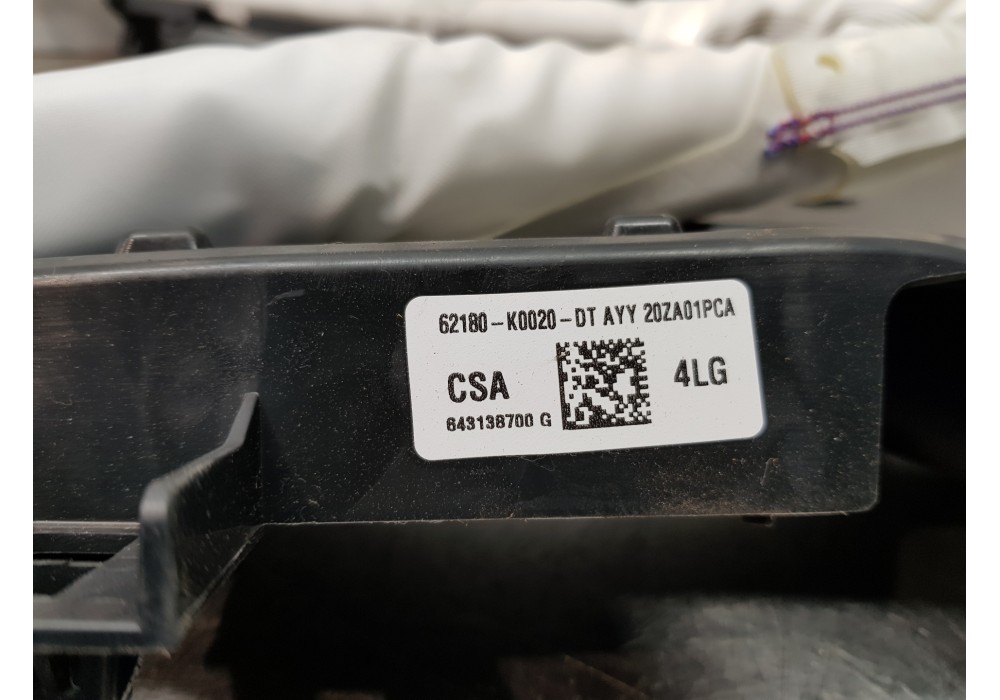 62180-K0020-DT AYY 20ZA01PCA
CSA
4LG
643138700 G